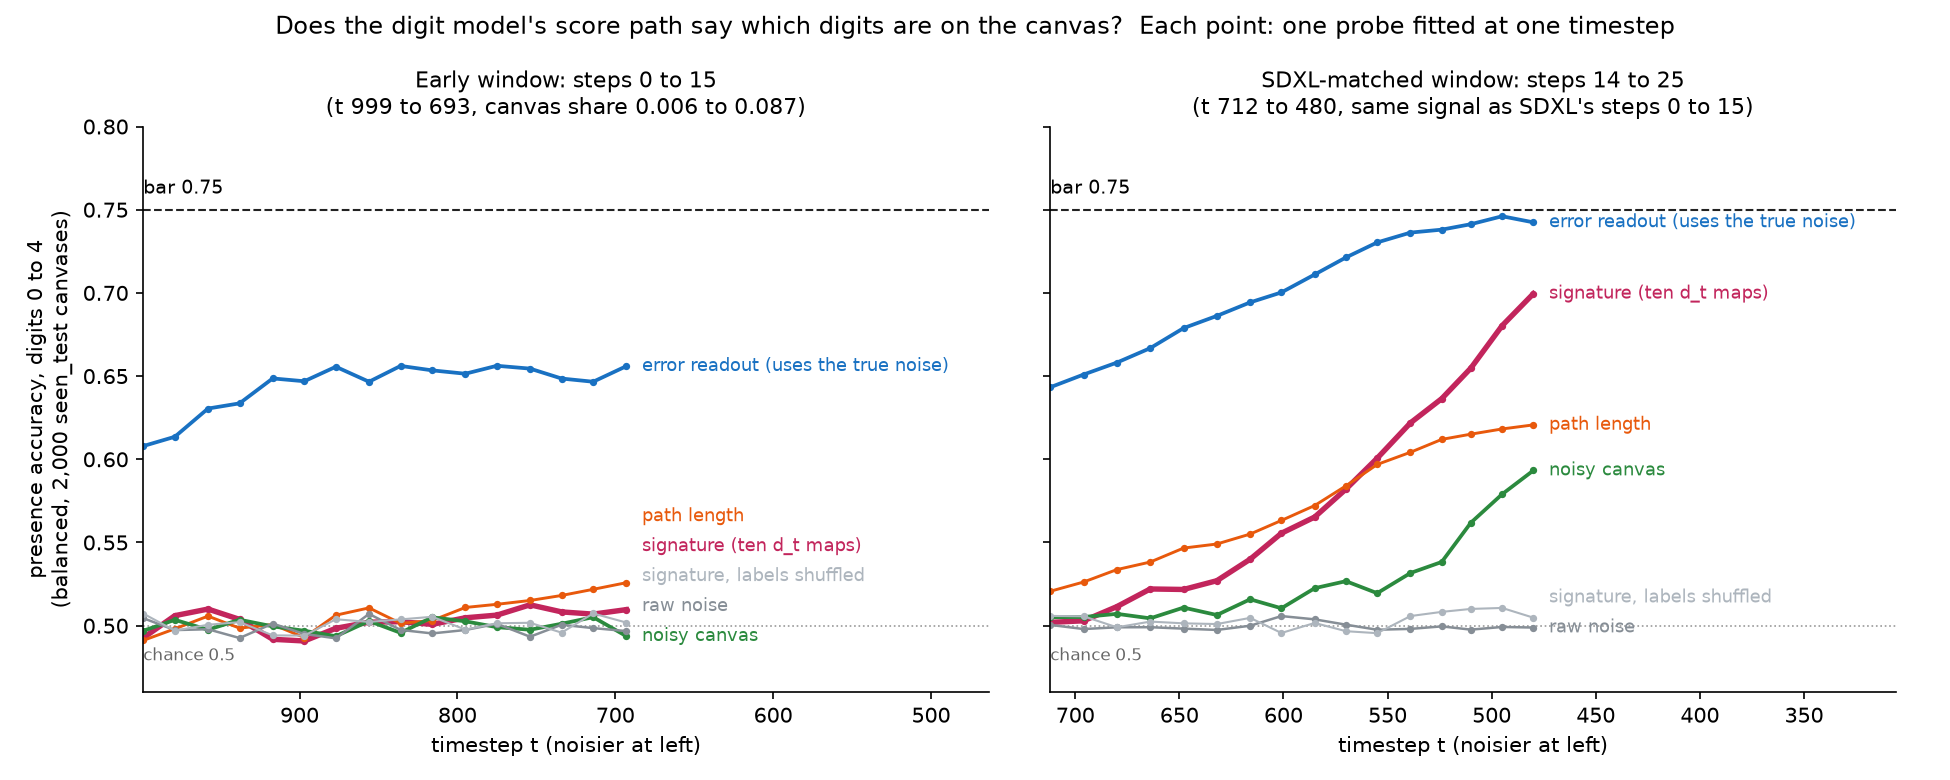 Does the digit model's score path say which digits are on the canvas?  Each point: one probe fitted at one timestep
Early window: steps 0 to 15
(t 999 to 693, canvas share 0.006 to 0.087)
presence accuracy, digits 0 to 4
(balanced, 2,000 seen_test canvases)
0.80
0.75
0.70
0.65
0.60
0.55
0.50
bar 0.75
error readout (uses the true noise)
path length
signature (ten d_t maps)
signature, labels shuffled
raw noise
noisy canvas
chance 0.5
900
800
700
600
500
timestep t (noisier at left)
SDXL-matched window: steps 14 to 25
(t 712 to 480, same signal as SDXL's steps 0 to 15)
bar 0.75
error readout (uses the true noise)
signature (ten d_t maps)
path length
noisy canvas
signature, labels shuffled
raw noise
chance 0.5
700
650
600
550
500
450
400
350
timestep t (noisier at left)